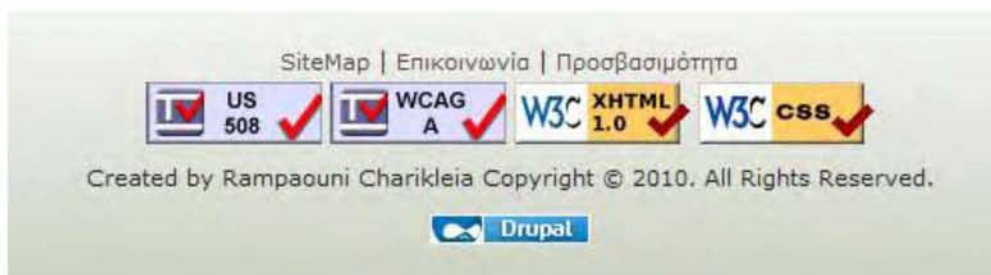 SiteMap | Επικοινωνία | Προσβασιμότητα
US 508 WCAG A W3C XHTML 1.0 W3C CSS
Created by Rampaouni Charikleia Copyright © 2010. All Rights Reserved.
Drupal